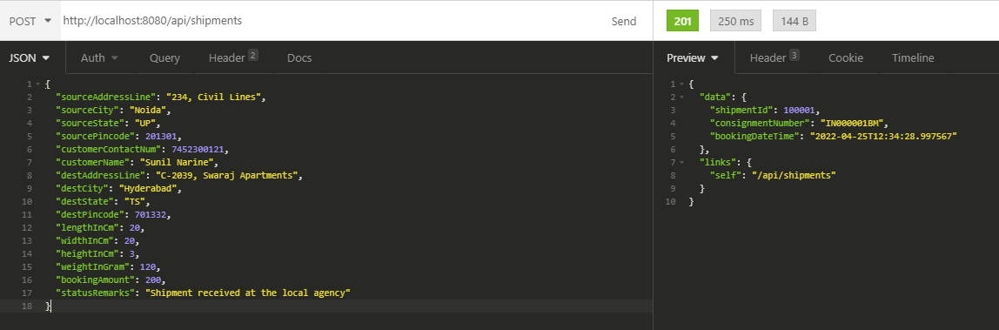 POST http://localhost:8080/api/shipments Send
201 250 ms 144 B
JSON Auth Query Header 2 Docs
Preview Header 3 Cookie Timeline
1 {
2 "sourceAddressLine": "234, Civil Lines",
3 "sourceCity": "Noida",
4 "sourceState": "UP",
5 "sourcePincode": 201301,
6 "customerContactNum": 7452300121,
7 "customerName": "Sunil Narine",
8 "destAddressLine": "C-2039, Swaraj Apartments",
9 "destCity": "Hyderabad",
10 "destState": "TS",
11 "destPincode": 701332,
12 "lengthInCm": 20,
13 "widthInCm": 20,
14 "heightInCm": 3,
15 "weightInGram": 120,
16 "bookingAmount": 200,
17 "statusRemarks": "Shipment received at the local agency"
18 }
1 {
2 "data": {
3 "shipmentId": 100001,
4 "consignmentNumber": "IN000001BM",
5 "bookingDateTime": "2022-04-25T12:34:28.997567"
6 },
7 "links": {
8 "self": "/api/shipments"
9 }
10 }